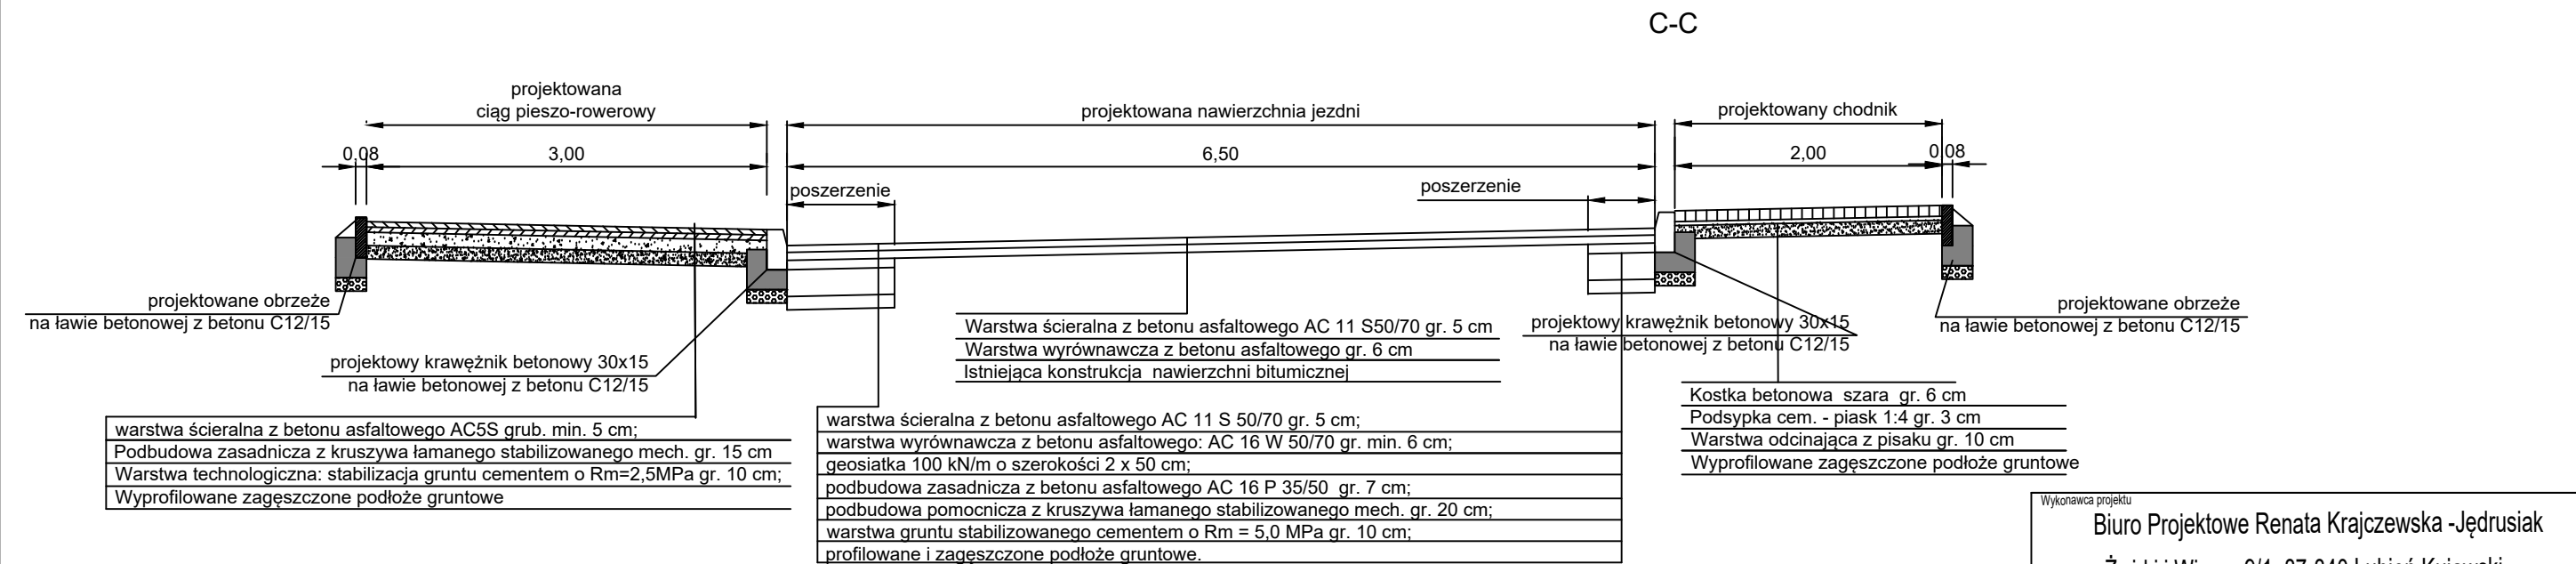 C-C
projektowana
ciąg pieszo-rowerowy
projektowana nawierzchnia jezdni
projektowany chodnik
0,08
3,00
6,50
2,00
0,08
poszerzenie
poszerzenie
projektowane obrzeże
na ławie betonowej z betonu C12/15
projektowy krawężnik betonowy 30x15
na ławie betonowej z betonu C12/15
Warstwa ścieralna z betonu asfaltowego AC 11 S50/70 gr. 5 cm
Warstwa wyrównawcza z betonu asfaltowego gr. 6 cm
Istniejąca konstrukcja nawierzchni bitumicznej
projektowy krawężnik betonowy 30x15
na ławie betonowej z betonu C12/15
projektowane obrzeże
na ławie betonowej z betonu C12/15
warstwa ścieralna z betonu asfaltowego AC5S grub. min. 5 cm;
Podbudowa zasadnicza z kruszywa łamanego stabilizowanego mech. gr. 15 cm
Warstwa technologiczna: stabilizacja gruntu cementem o Rm=2,5MPa gr. 10 cm;
Wyprofilowane zagęszczone podłoże gruntowe
warstwa ścieralna z betonu asfaltowego AC 11 S 50/70 gr. 5 cm;
warstwa wyrównawcza z betonu asfaltowego: AC 16 W 50/70 gr. min. 6 cm;
geosiatka 100 kN/m o szerokości 2 x 50 cm;
podbudowa zasadnicza z betonu asfaltowego AC 16 P 35/50 gr. 7 cm;
podbudowa pomocnicza z kruszywa łamanego stabilizowanego mech. gr. 20 cm;
warstwa gruntu stabilizowanego cementem o Rm = 5,0 MPa gr. 10 cm;
profilowane i zagęszczone podłoże gruntowe.
Kostka betonowa szara gr. 6 cm
Podsypka cem. - piask 1:4 gr. 3 cm
Warstwa odcinająca z pisaku gr. 10 cm
Wyprofilowane zagęszczone podłoże gruntowe
Wykonawca projektu
Biuro Projektowe Renata Krajczewska -Jędrusiak